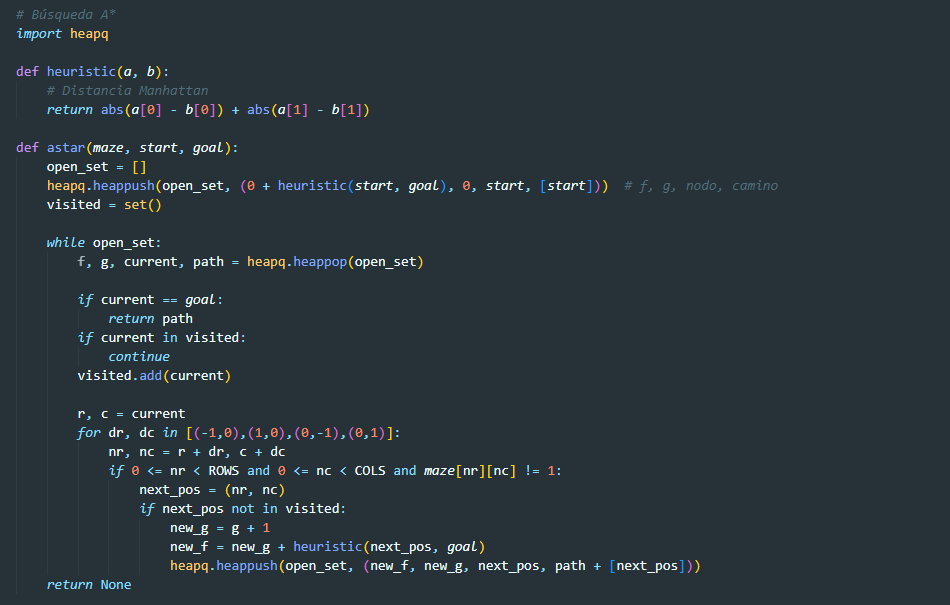 # Búsqueda A*
import heapq

def heuristic(a, b):
    # Distancia Manhattan
    return abs(a[0] - b[0]) + abs(a[1] - b[1])

def astar(maze, start, goal):
    open_set = []
    heapq.heappush(open_set, (0 + heuristic(start, goal), 0, start, [start]))  # f, g, nodo, camino
    visited = set()

    while open_set:
        f, g, current, path = heapq.heappop(open_set)

        if current == goal:
            return path
        if current in visited:
            continue
        visited.add(current)

        r, c = current
        for dr, dc in [(-1,0),(1,0),(0,-1),(0,1)]:
            nr, nc = r + dr, c + dc
            if 0 <= nr < ROWS and 0 <= nc < COLS and maze[nr][nc] != 1:
                next_pos = (nr, nc)
                if next_pos not in visited:
                    new_g = g + 1
                    new_f = new_g + heuristic(next_pos, goal)
                    heapq.heappush(open_set, (new_f, new_g, next_pos, path + [next_pos]))
    return None